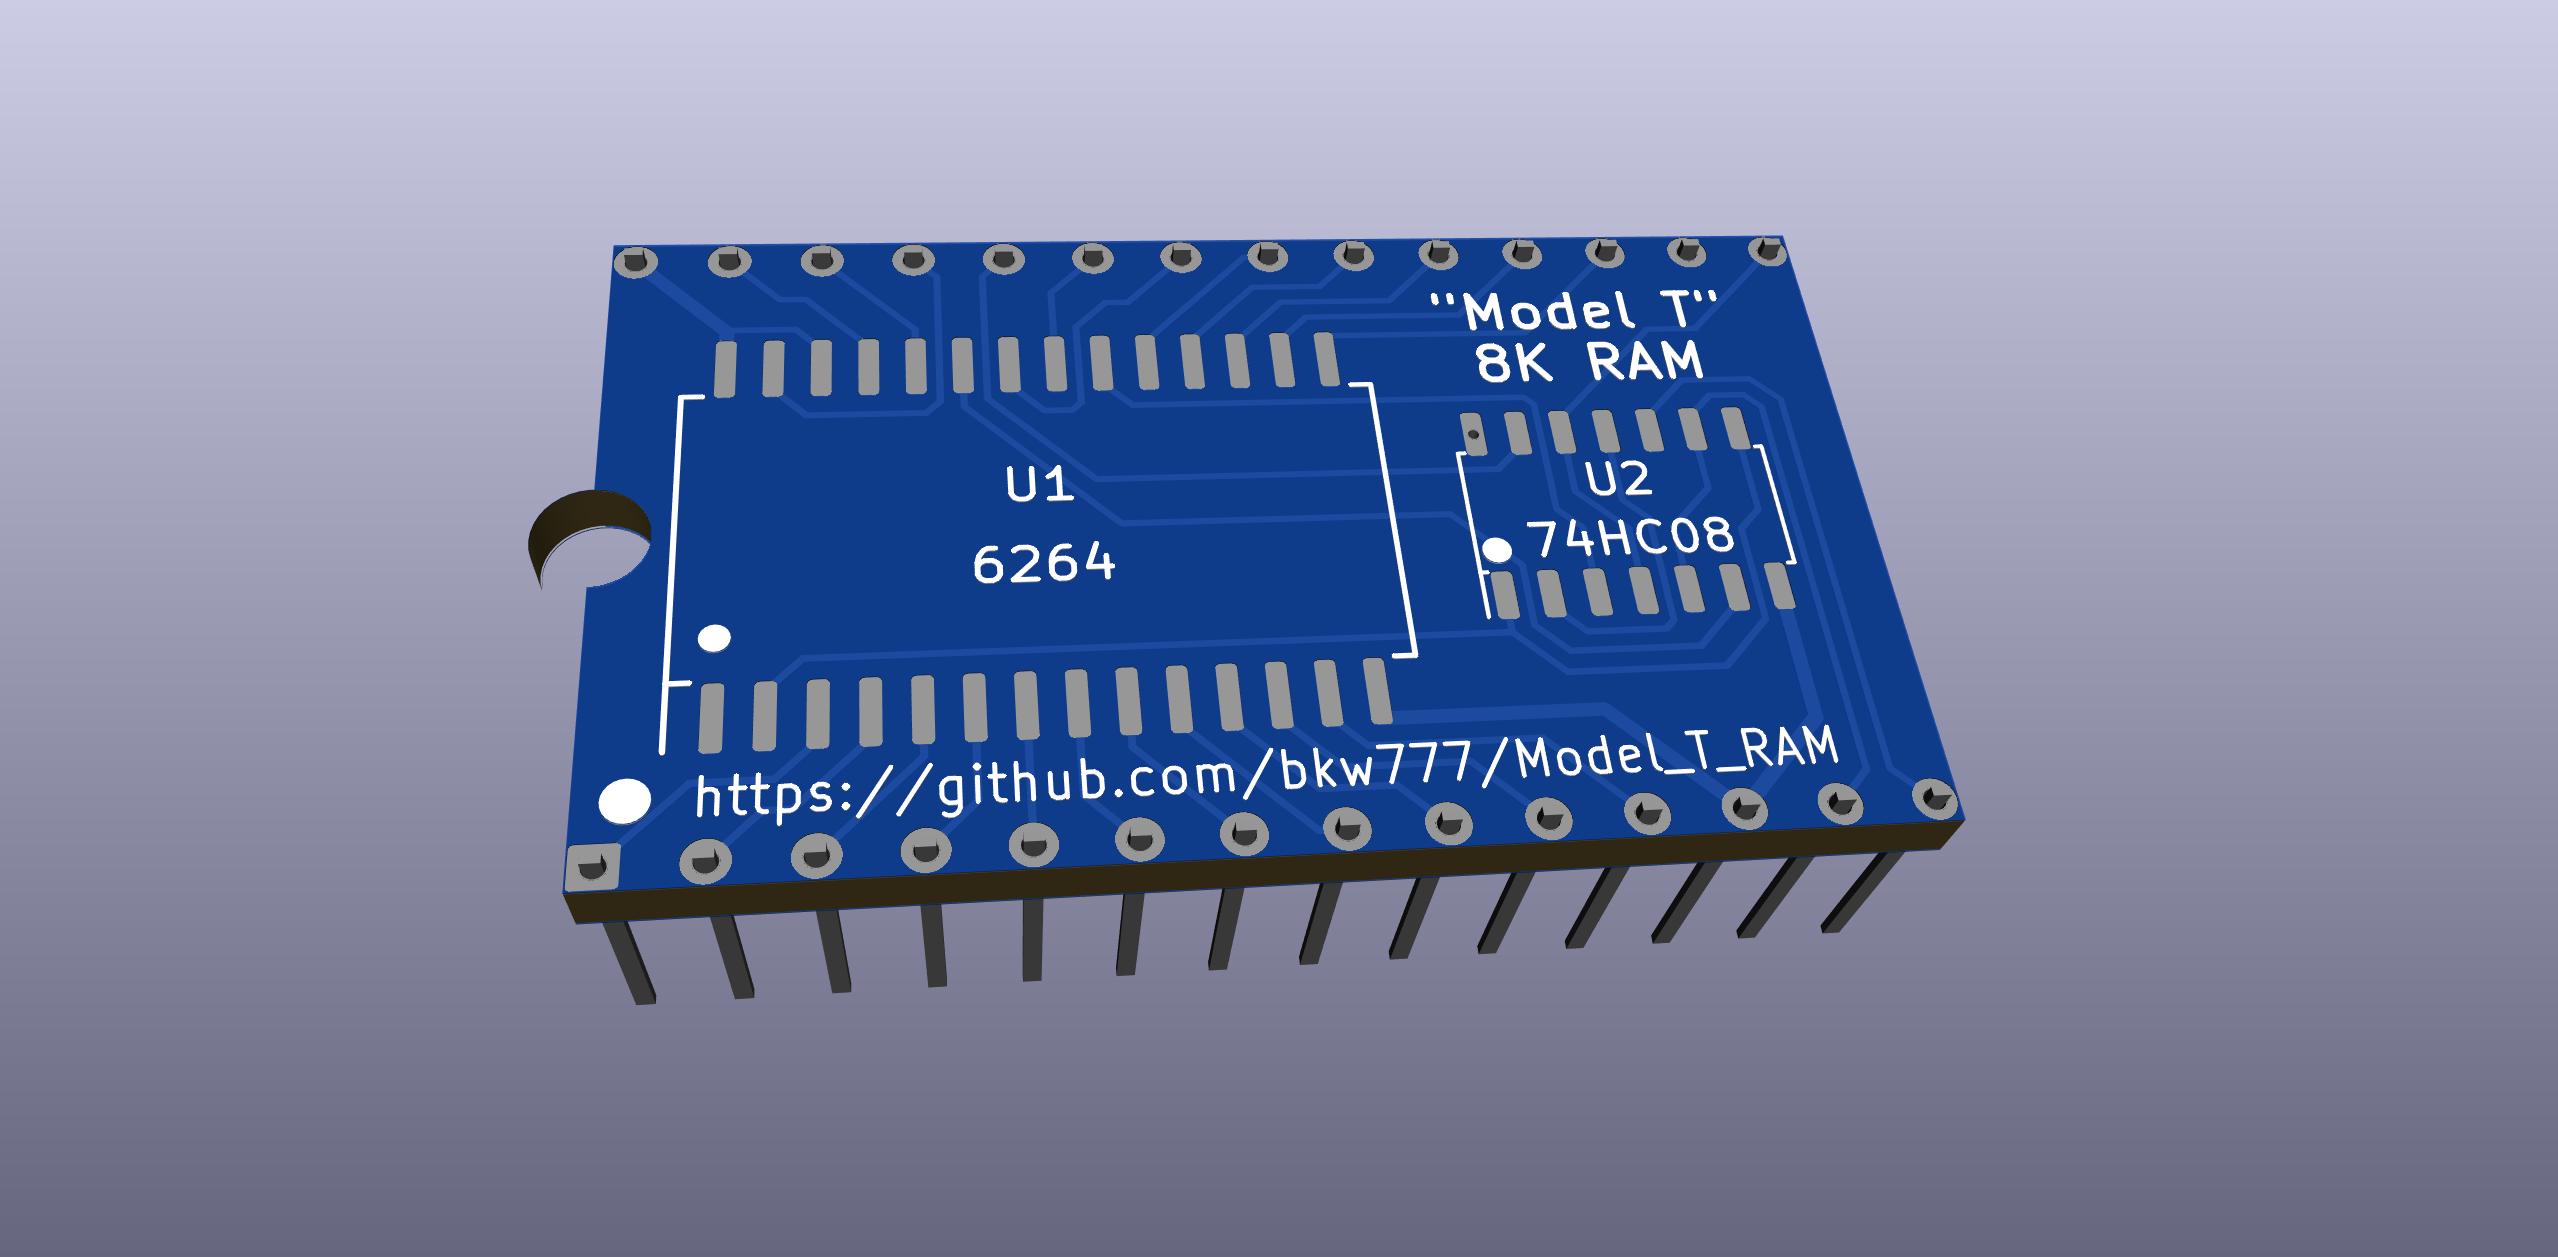 "Model T"
8K RAM
U1
6264
U2
74HC08
https://github.com/bkw777/Model_T_RAM